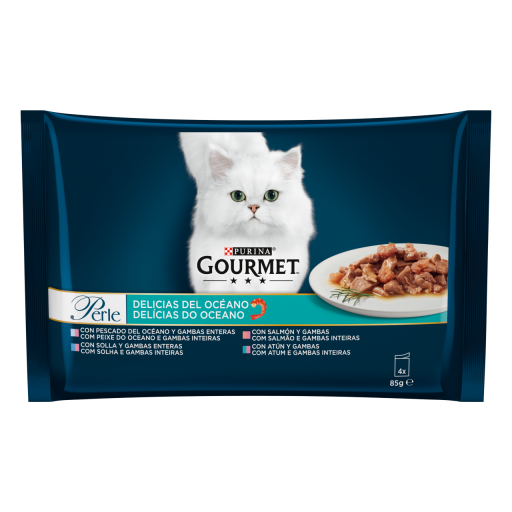 PURINA
GOURMET
Perle
DELICIAS DEL OCÉANO
DELÍCIAS DO OCEANO
CON PESCADO DEL OCÉANO Y GAMBAS ENTERAS
COM PEIXE DO OCEANO E GAMBAS INTEIRAS
CON SOLLA Y GAMBAS ENTERAS
COM SOLHA E GAMBAS INTEIRAS
CON SALMÓN Y GAMBAS
COM SALMÃO E GAMBAS INTEIRAS
CON ATÚN Y GAMBAS
COM ATUM E GAMBAS INTEIRAS
4x
85g e